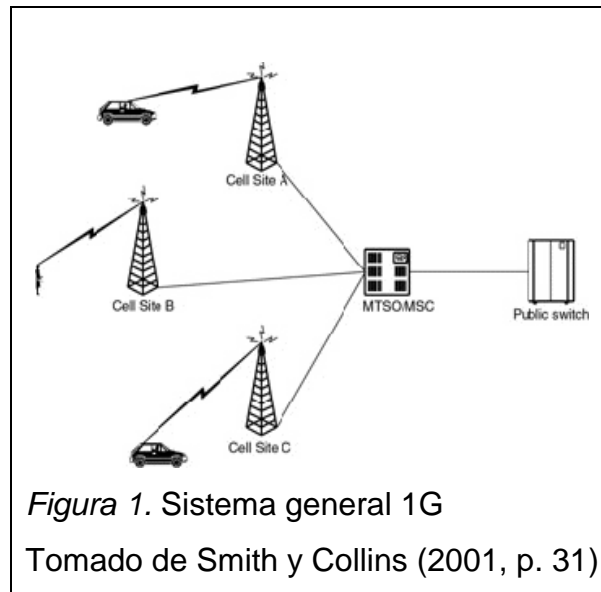 Cell Site A
Cell Site B
MTSO/MSC
Public switch
Cell Site C
Figura 1. Sistema general 1G
Tomado de Smith y Collins (2001, p. 31)